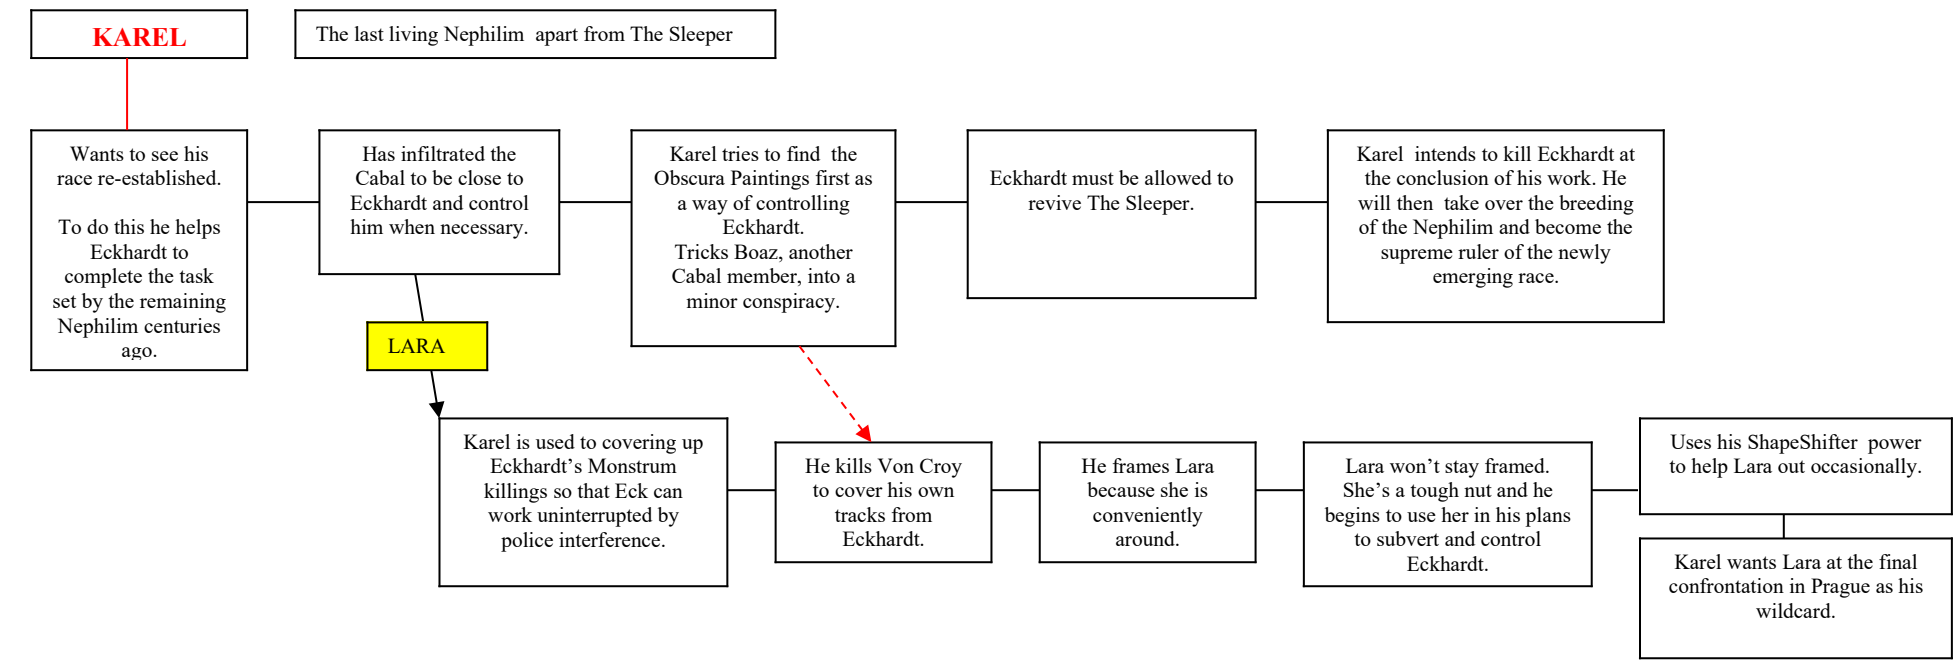 KAREL
The last living Nephilim  apart from The Sleeper
Wants to see his
race re-established.
To do this he helps
Eckhardt to
complete the task
set by the remaining
Nephilim centuries
ago.
Has infiltrated the
Cabal to be close to
Eckhardt and control
him when necessary.
Karel tries to find  the
Obscura Paintings first as
a way of controlling
Eckhardt.
Tricks Boaz, another
Cabal member, into a
minor conspiracy.
Eckhardt must be allowed to
revive The Sleeper.
Karel  intends to kill Eckhardt at
the conclusion of his work. He
will then  take over the breeding
of the Nephilim and become the
supreme ruler of the newly
emerging race.
LARA
Karel is used to covering up
Eckhardt’s Monstrum
killings so that Eck can
work uninterrupted by
police interference.
He kills Von Croy
to cover his own
tracks from
Eckhardt.
He frames Lara
because she is
conveniently
around.
Lara won’t stay framed.
She’s a tough nut and he
begins to use her in his plans
to subvert and control
Eckhardt.
Uses his ShapeShifter  power
to help Lara out occasionally.
Karel wants Lara at the final
confrontation in Prague as his
wildcard.